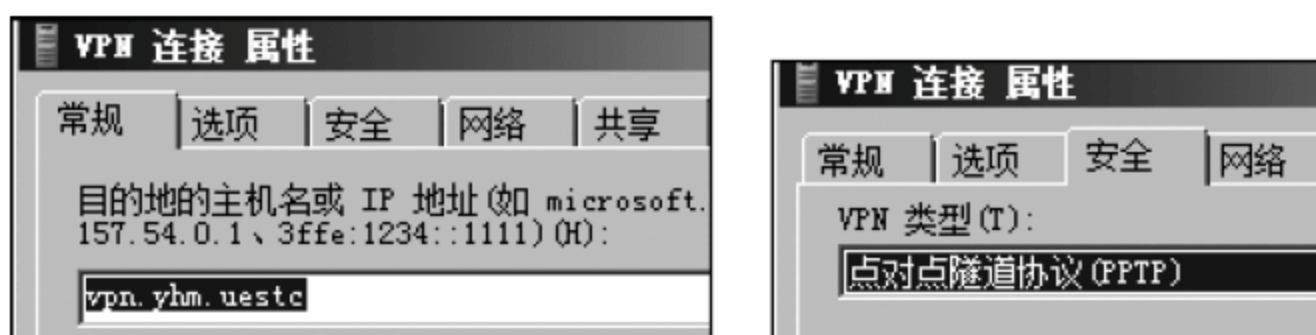 VPN 连接 属性
常规 选项 安全 网络 共享
目的地的主机名或 IP 地址(如 microsoft.
157.54.0.1、3ffe:1234::1111)(H):
vpn.yhm.uestc
VPN 连接 属性
常规 选项 安全 网络
VPN 类型(T):
点对点隧道协议(PPTP)